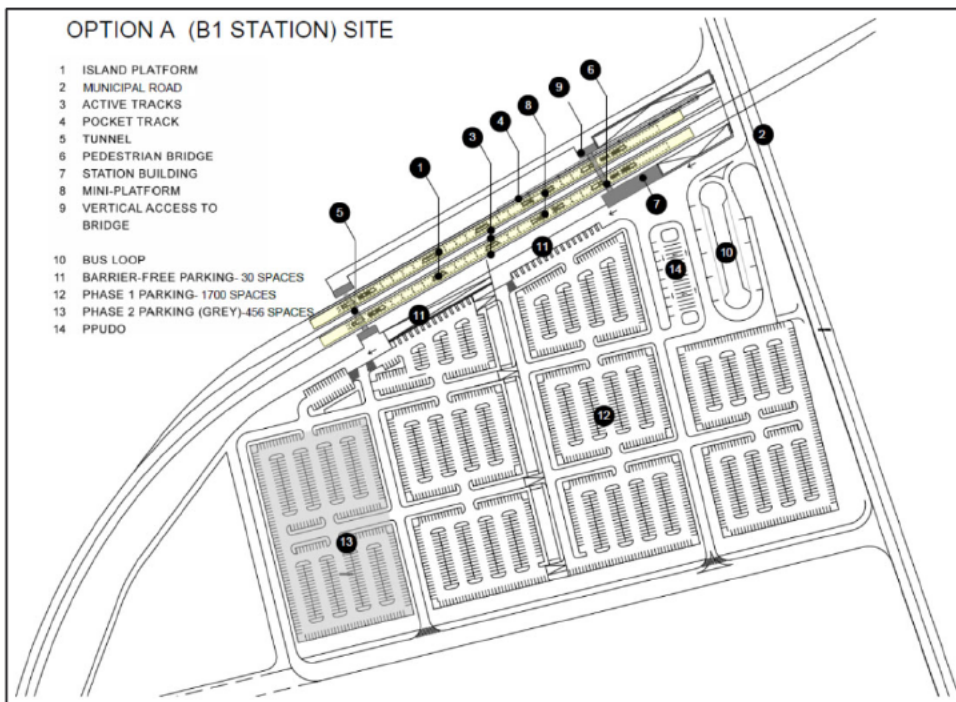 OPTION A (B1 STATION) SITE
1 ISLAND PLATFORM
2 MUNICIPAL ROAD
3 ACTIVE TRACKS
4 POCKET TRACK
5 TUNNEL
6 PEDESTRIAN BRIDGE
7 STATION BUILDING
8 MINI-PLATFORM
9 VERTICAL ACCESS TO
BRIDGE
10 BUS LOOP
11 BARRIER-FREE PARKING- 30 SPACES
12 PHASE 1 PARKING- 1700 SPACES
13 PHASE 2 PARKING (GREY)-456 SPACES
14 PPUDO
6
9
8
4
3
2
1
5
7
11
10
14
11
12
13